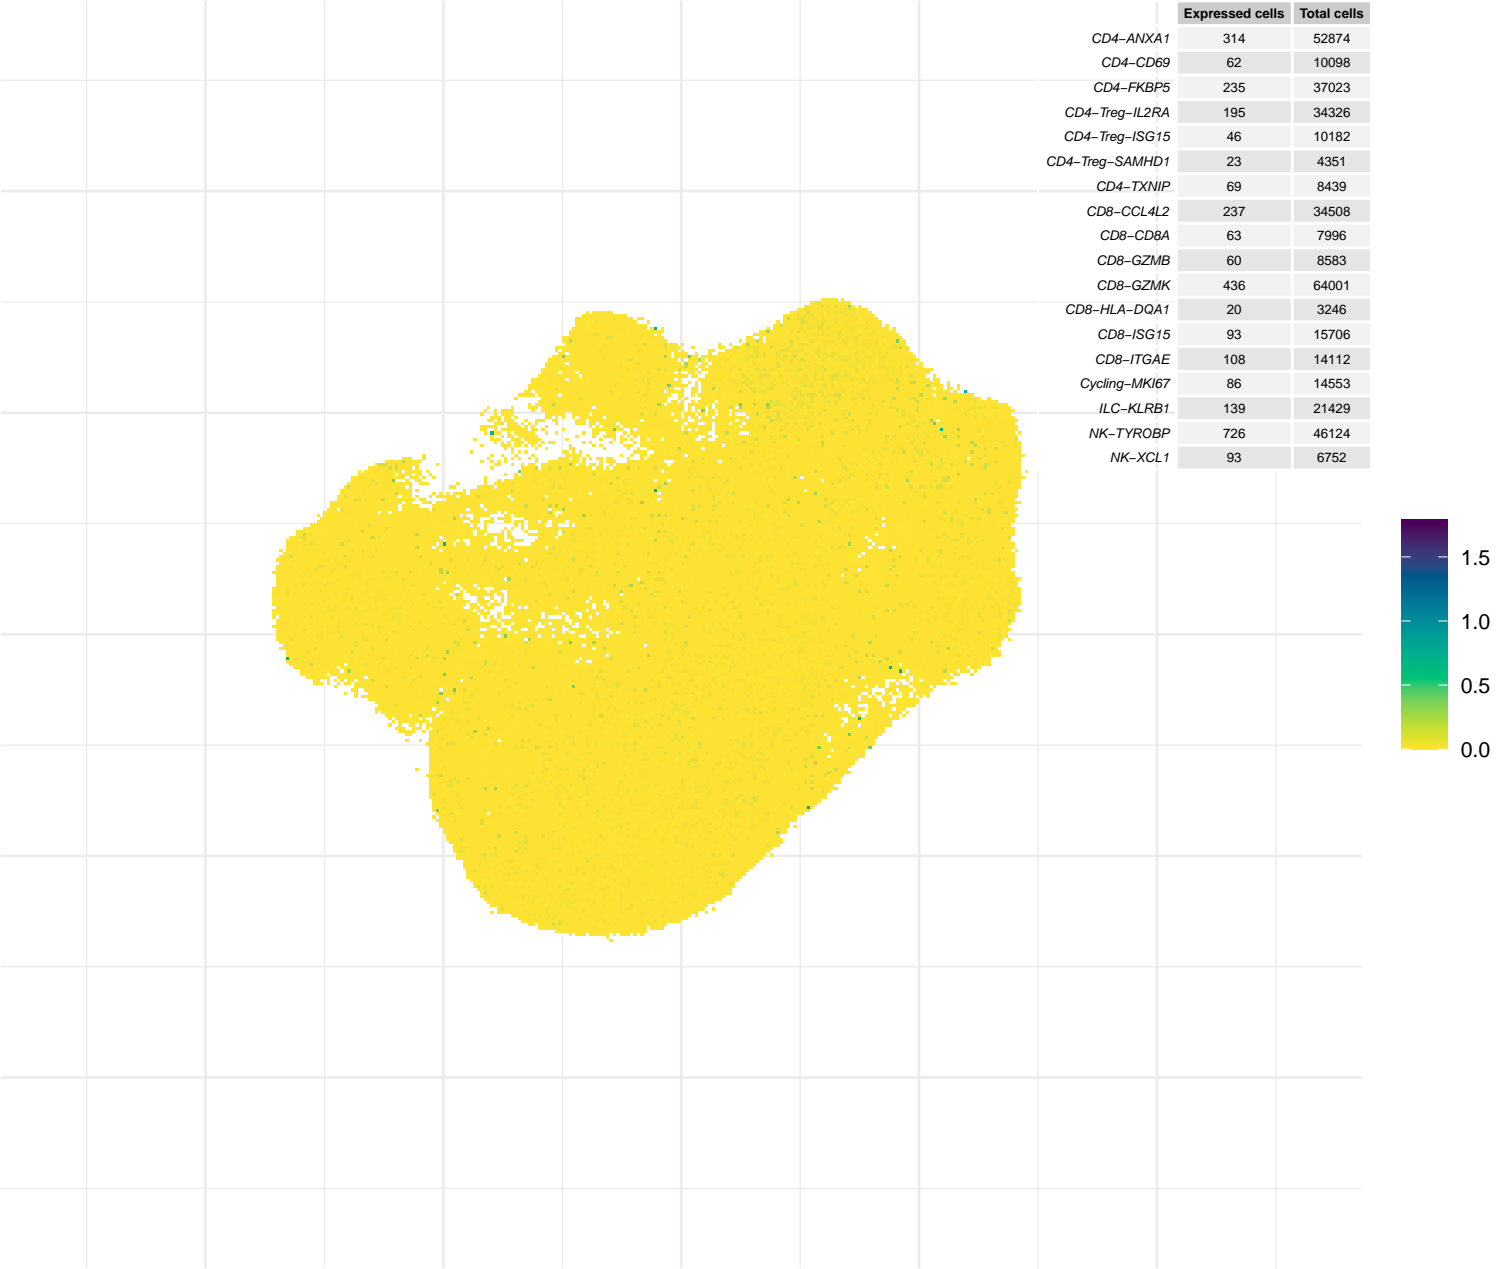 Expressed cells Total cells
CD4−ANXA1 314 52874
CD4−CD69 62 10098
CD4−FKBP5 235 37023
CD4−Treg−IL2RA 195 34326
CD4−Treg−ISG15 46 10182
CD4−Treg−SAMHD1 23 4351
CD4−TXNIP 69 8439
CD8−CCL4L2 237 34508
CD8−CD8A 63 7996
CD8−GZMB 60 8583
CD8−GZMK 436 64001
CD8−HLA−DQA1 20 3246
CD8−ISG15 93 15706
CD8−ITGAE 108 14112
Cycling−MKI67 86 14553
ILC−KLRB1 139 21429
NK−TYROBP 726 46124
NK−XCL1 93 6752
1.5
1.0
0.5
0.0